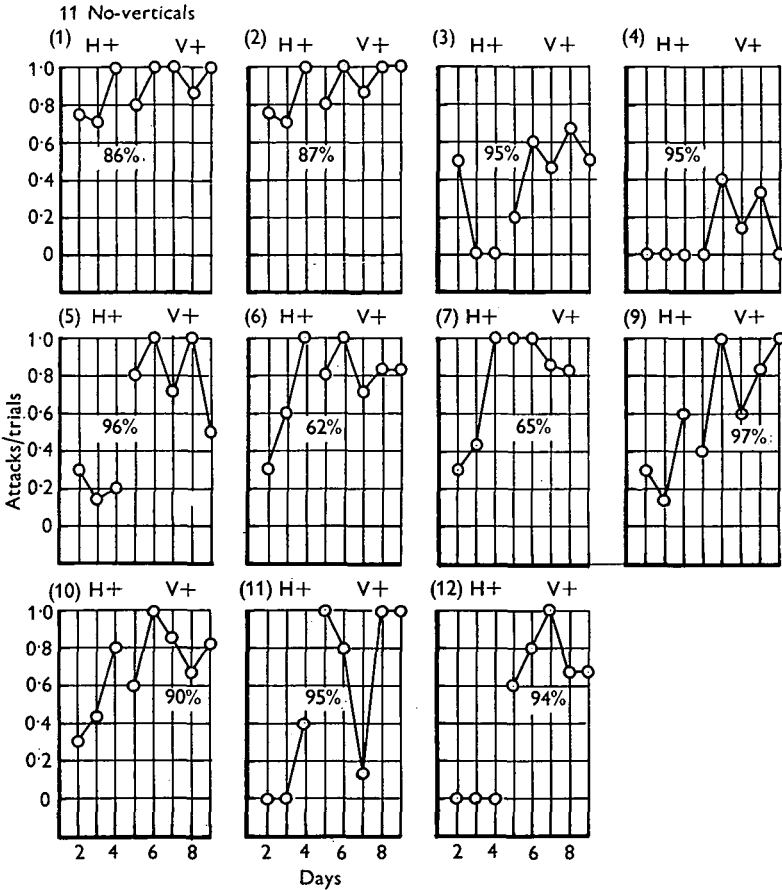 11 No-verticals
(1) H+ V+
(2) H+ V+
(3) H+ V+
(4) H+ V+
1·0
0·8
0·6
0·4
0·2
0
86%
87%
95%
95%
(5) H+ V+
(6) H+ V+
(7) H+ V+
(9) H+ V+
1·0
0·8
0·6
0·4
0·2
0
96%
62%
65%
97%
Attacks/trials
(10) H+ V+
(11) H+ V+
(12) H+ V+
1·0
0·8
0·6
0·4
0·2
0
90%
95%
94%
2 4 6 8
2 4 6 8
2 4 6 8
Days